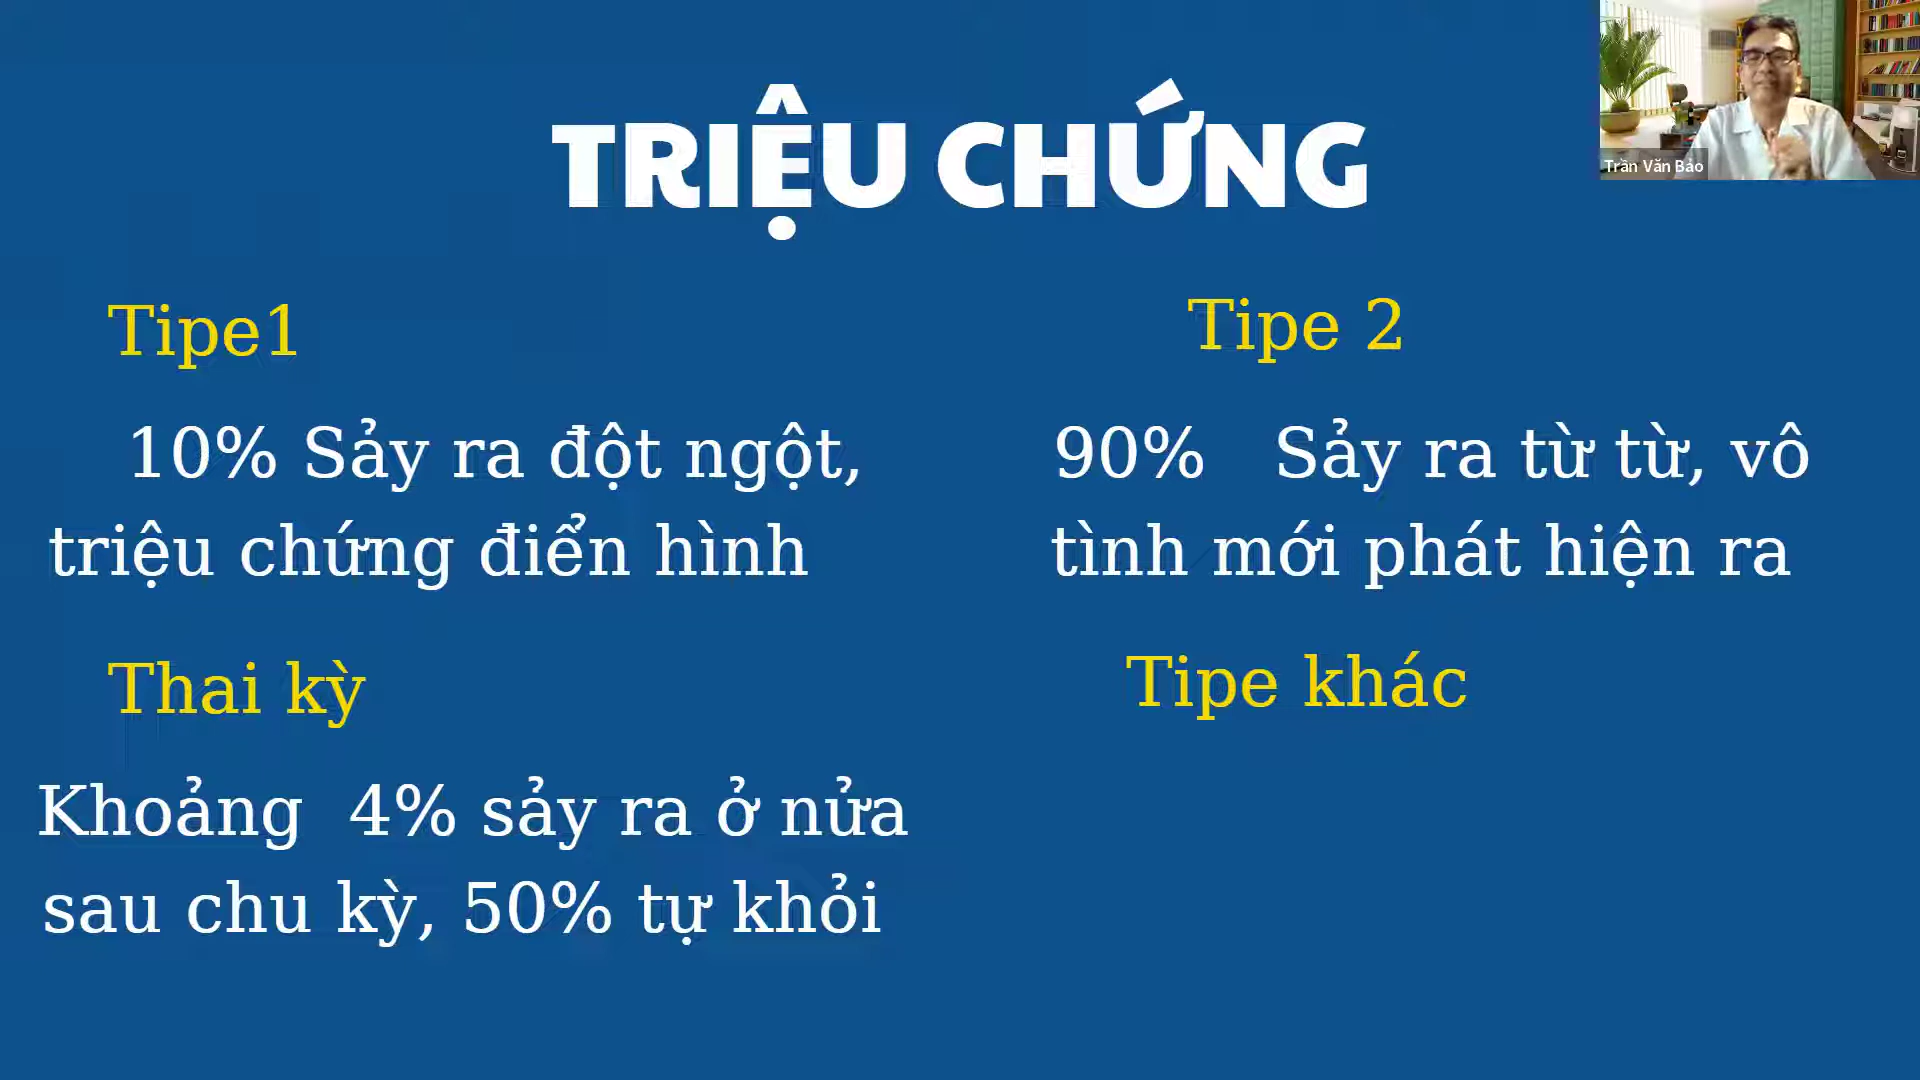 TRIỆU CHỨNG
Trần Văn Bảo
Tipe1
10% Sảy ra đột ngột,
triệu chứng điển hình
Tipe 2
90% Sảy ra từ từ, vô
tình mới phát hiện ra
Thai kỳ
Khoảng 4% sảy ra ở nửa
sau chu kỳ, 50% tự khỏi
Tipe khác